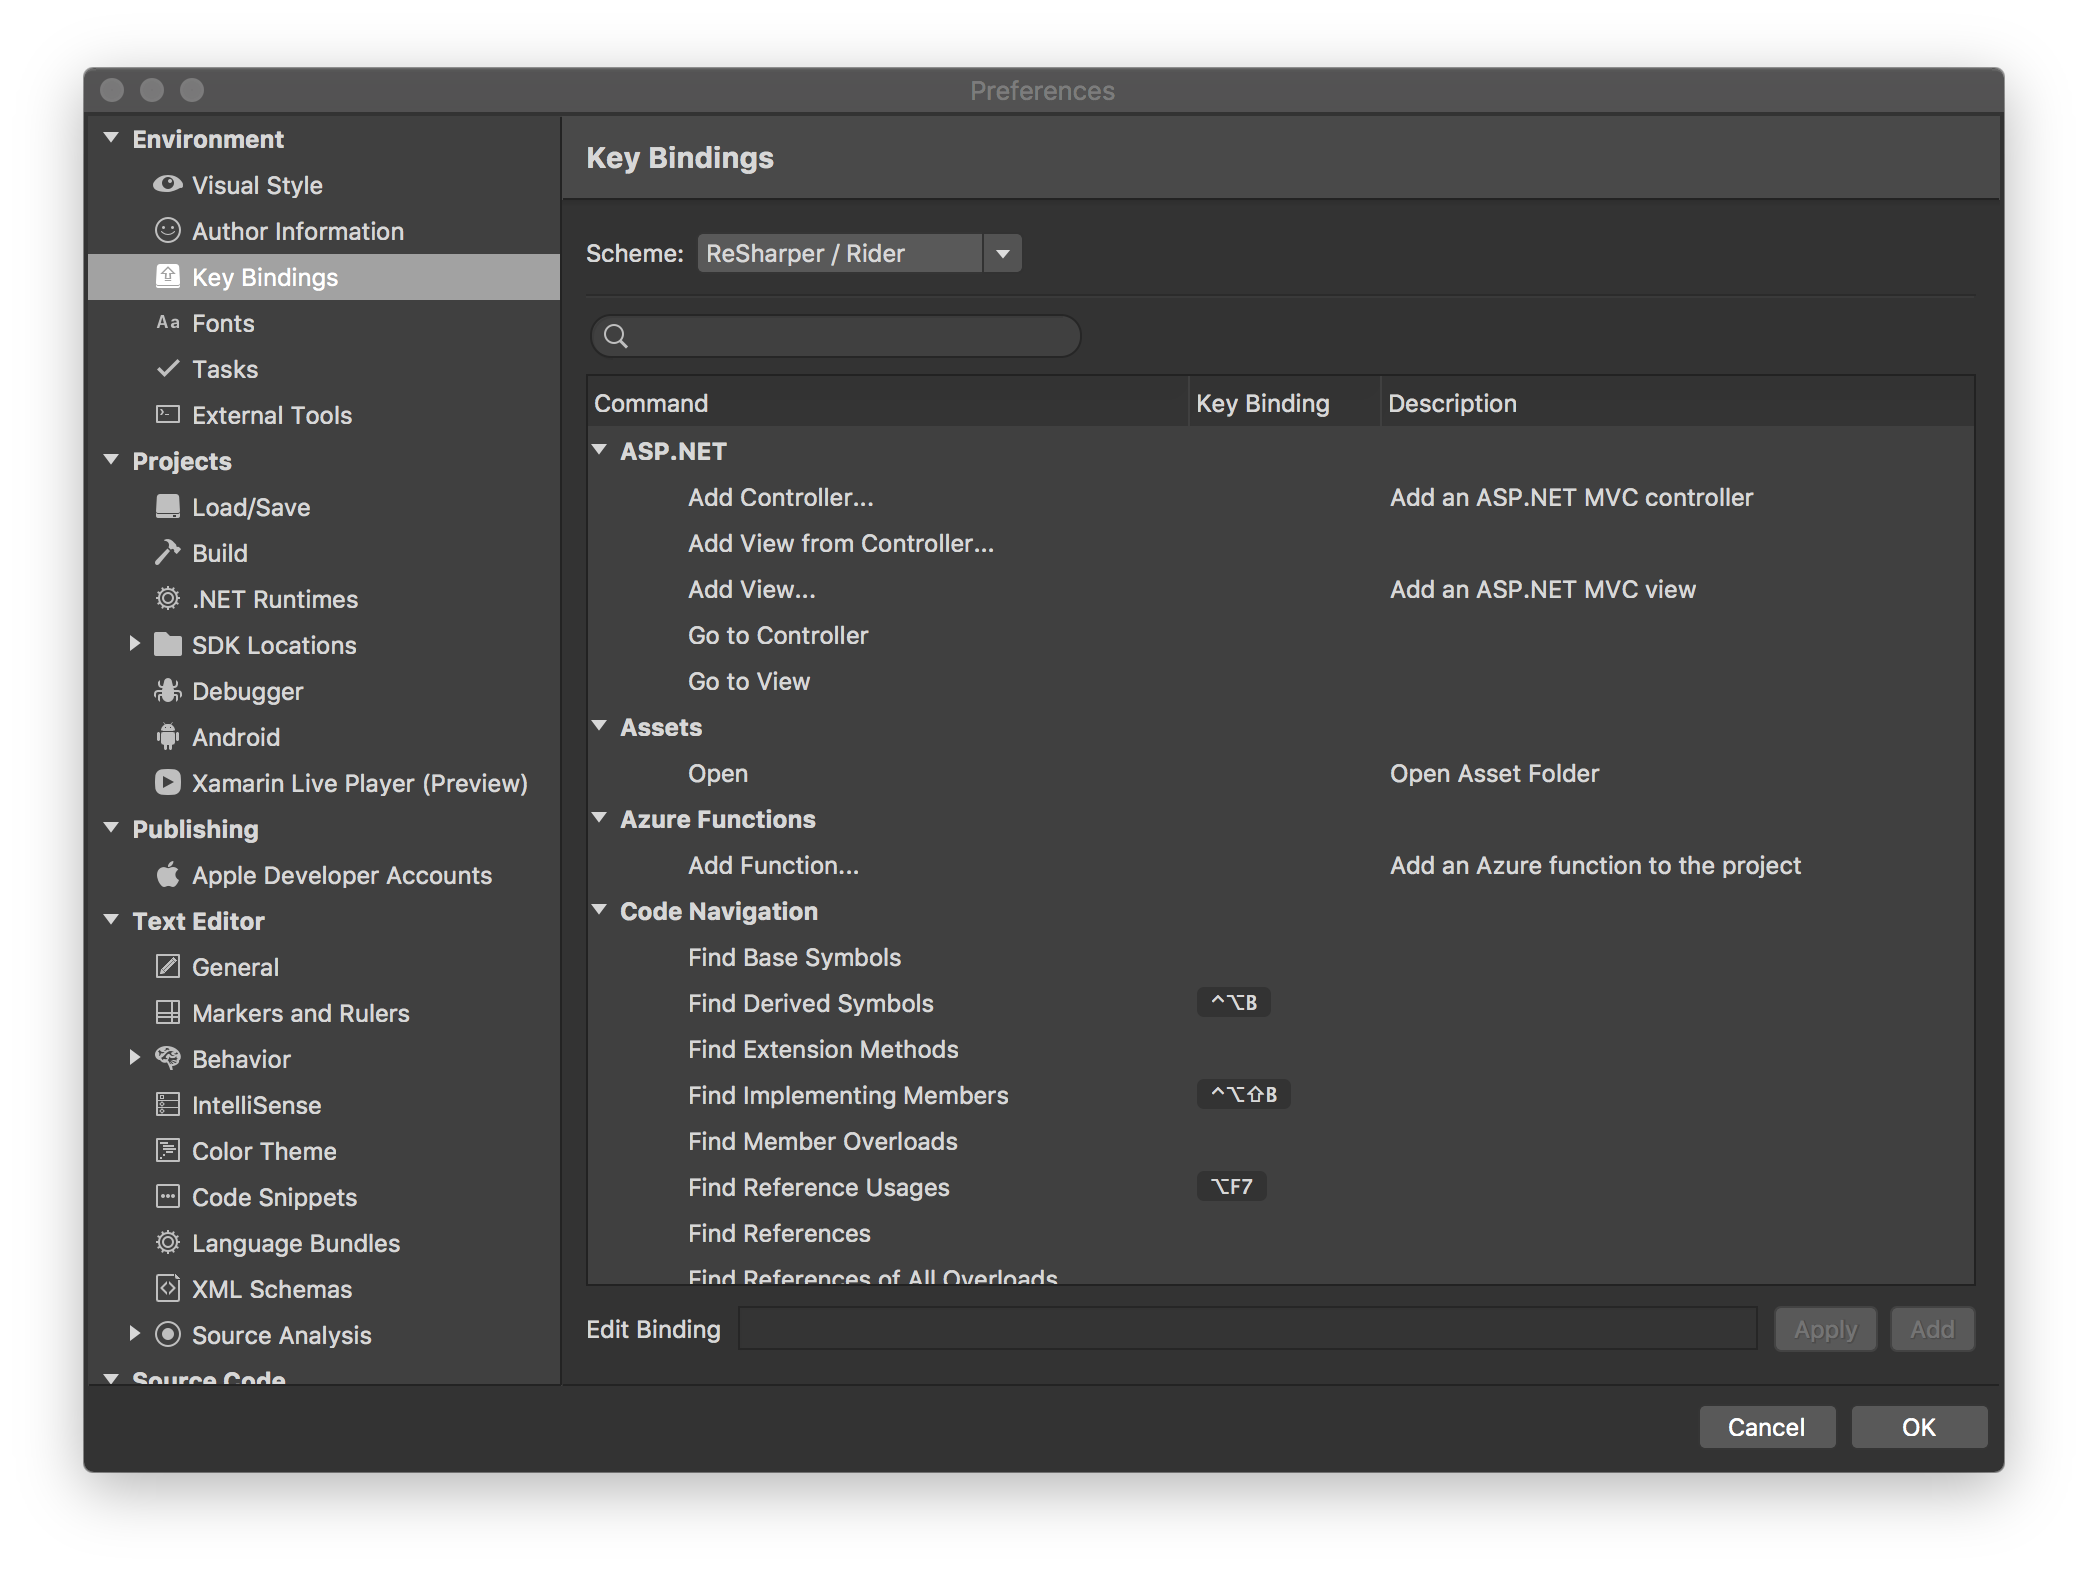 Preferences
Environment
Visual Style
Author Information
Key Bindings
Aa Fonts
Tasks
External Tools
Projects
Load/Save
Build
.NET Runtimes
SDK Locations
Debugger
Android
Xamarin Live Player (Preview)
Publishing
Apple Developer Accounts
Text Editor
General
Markers and Rulers
Behavior
IntelliSense
Color Theme
Code Snippets
Language Bundles
XML Schemas
Source Analysis
Source Code
Key Bindings
Scheme: ReSharper / Rider
Command Key Binding Description
ASP.NET
Add Controller... Add an ASP.NET MVC controller
Add View from Controller...
Add View... Add an ASP.NET MVC view
Go to Controller
Go to View
Assets
Open Open Asset Folder
Azure Functions
Add Function... Add an Azure function to the project
Code Navigation
Find Base Symbols
Find Derived Symbols ^⌥B
Find Extension Methods
Find Implementing Members ^⌥⇧B
Find Member Overloads
Find Reference Usages ⌥F7
Find References
Find References of All Overloads
Edit Binding Apply Add
Cancel OK